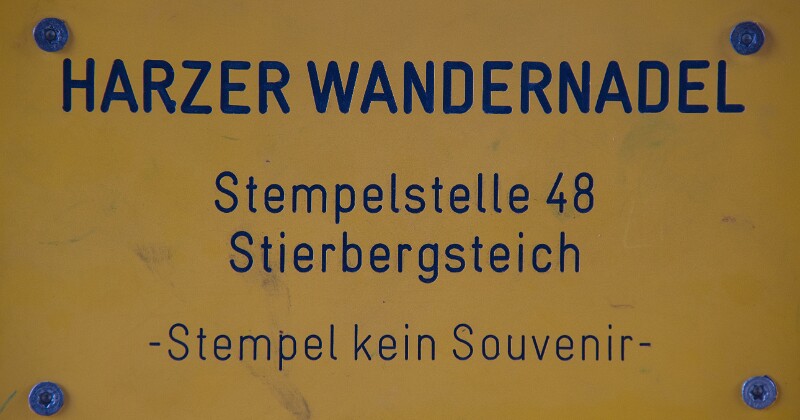 HARZER WANDERNADEL
Stempelstelle 48
Stierbergsteich
-Stempel kein Souvenir-